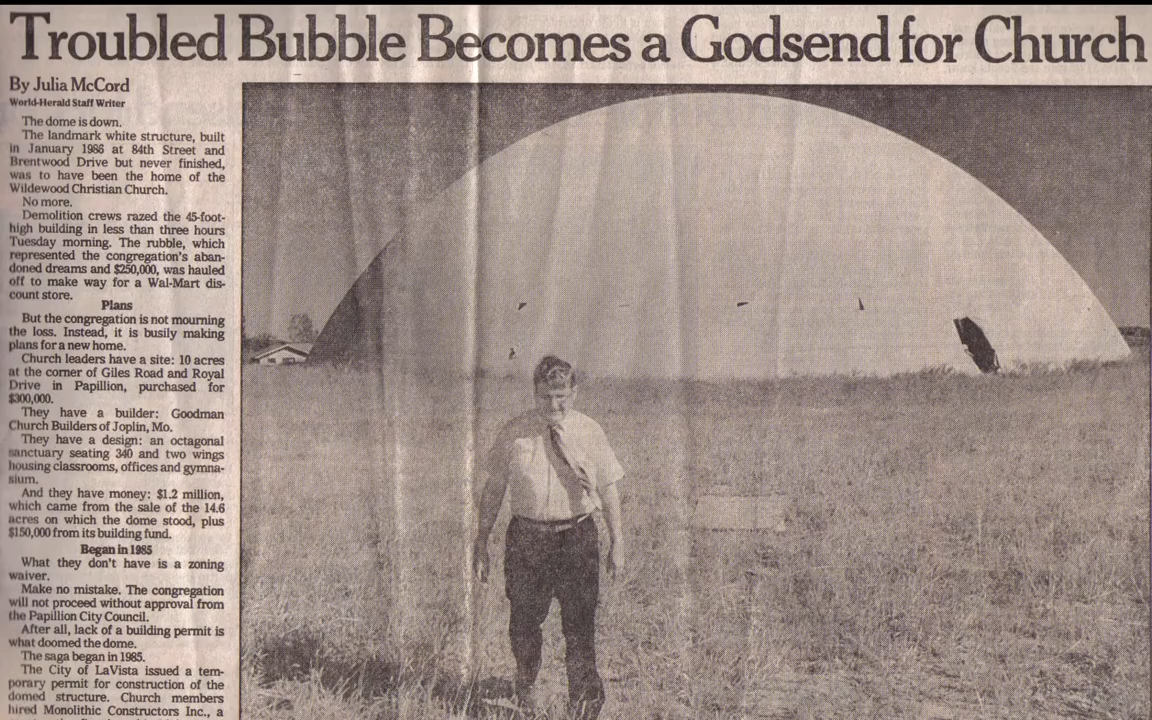 Troubled Bubble Becomes a Godsend for Church
By Julia McCord
World-Herald Staff Writer
The dome is down.
The landmark white structure, built
in January 1986 at 84th Street and
Brentwood Drive but never finished,
was to have been the home of the
Wildewood Christian Church.
No more.
Demolition crews razed the 45-foot-
high building in less than three hours
Tuesday morning. The rubble, which
represented the congregation's aban-
doned dreams and $250,000, was hauled
off to make way for a Wal-Mart dis-
count store.
Plans
But the congregation is not mourning
the loss. Instead, it is busily making
plans for a new home.
Church leaders have a site: 10 acres
at the corner of Giles Road and Royal
Drive in Papillion, purchased for
$300,000.
They have a builder: Goodman
Church Builders of Joplin, Mo.
They have a design: an octagonal
sanctuary seating 340 and two wings
housing classrooms, offices and gymna-
sium.
And they have money: $1.2 million,
which came from the sale of the 14.6
acres on which the dome stood, plus
$150,000 from its building fund.
Began in 1985
What they don't have is a zoning
waiver.
Make no mistake. The congregation
will not proceed without approval from
the Papillion City Council.
After all, lack of a building permit is
what doomed the dome.
The saga began in 1985.
The City of LaVista issued a tem-
porary permit for construction of the
domed structure. Church members
hired Monolithic Constructors Inc., a